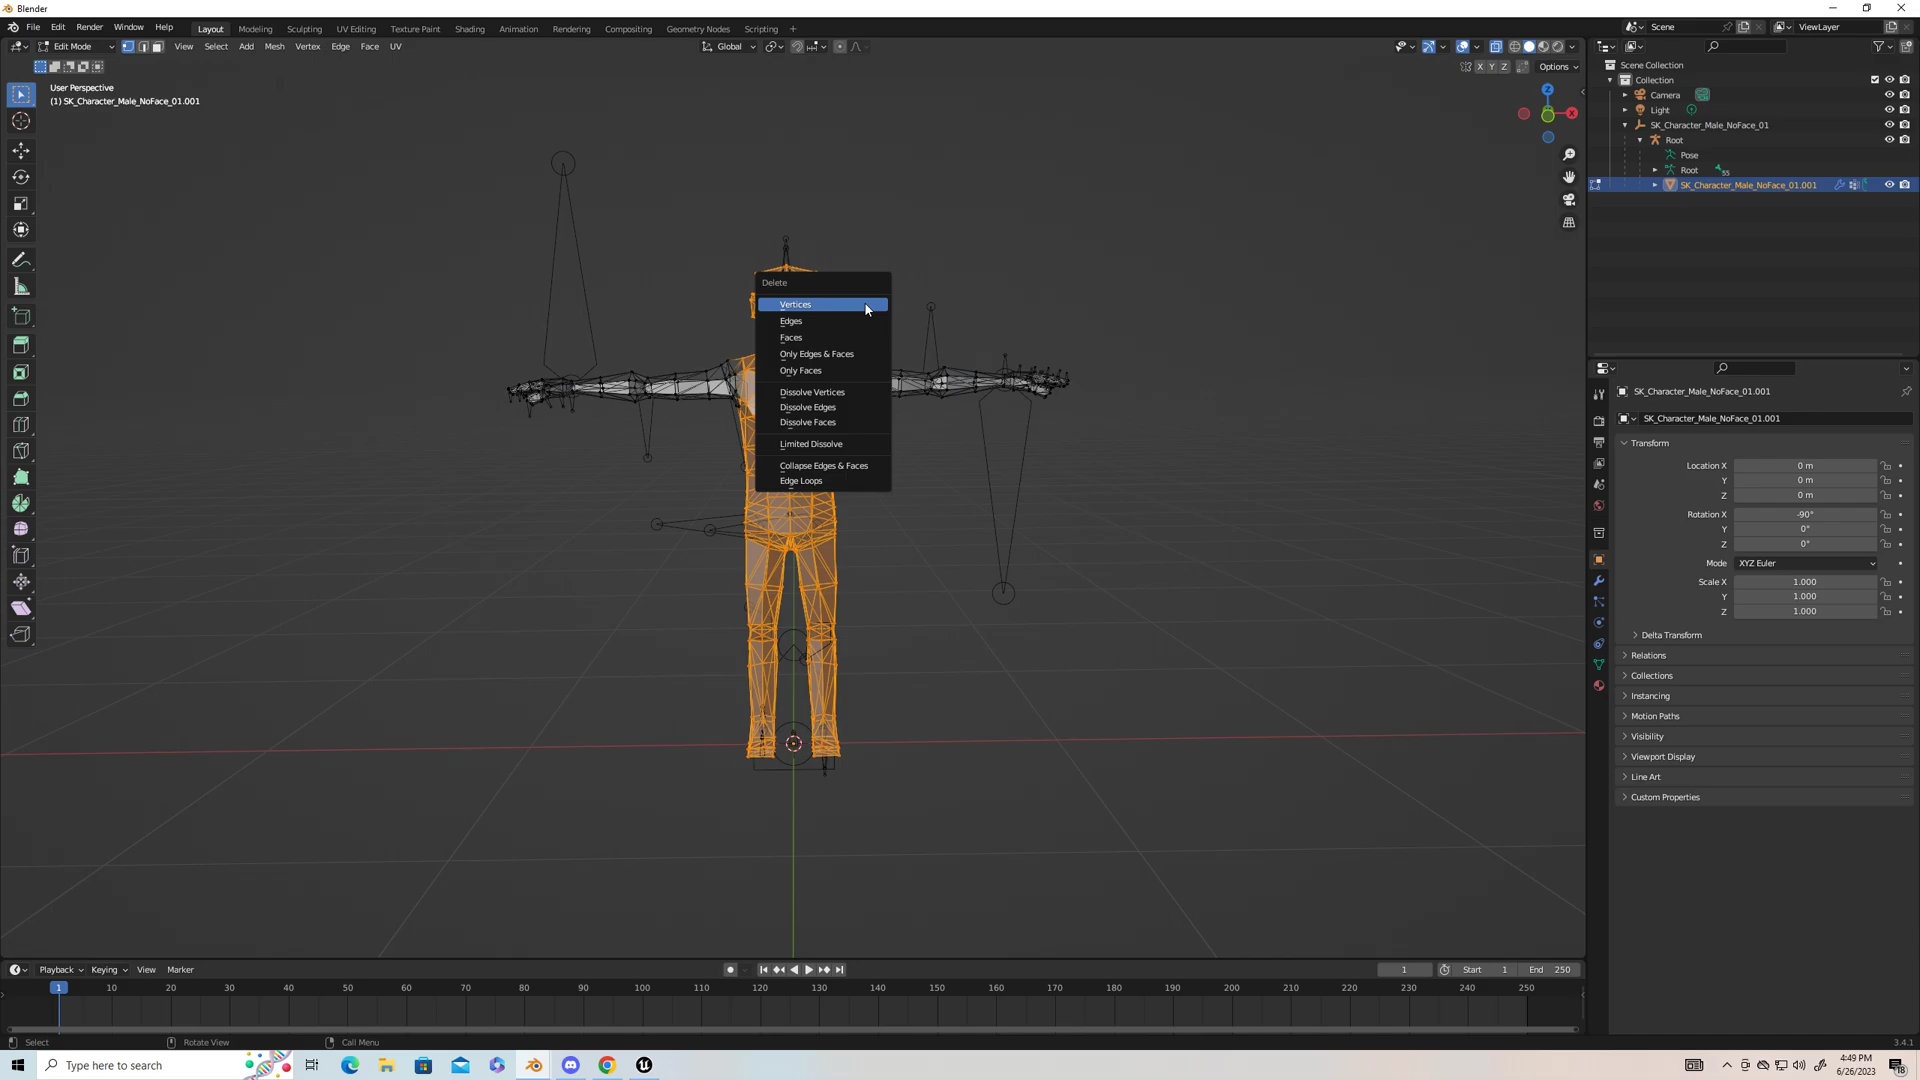 Blender
File Edit Render Window Help Layout Modeling Sculpting UV Editing Texture Paint Shading Animation Rendering Compositing Geometry Nodes Scripting + Scene ViewLayer
Edit Mode View Select Add Mesh Vertex Edge Face UV Global
X Y Z Options
User Perspective
(1) SK_Character_Male_NoFace_01.001
Z
X
Delete
Vertices
Edges
Faces
Only Edges & Faces
Only Faces
Dissolve Vertices
Dissolve Edges
Dissolve Faces
Limited Dissolve
Collapse Edges & Faces
Edge Loops
Scene Collection
Collection
Camera
Light
SK_Character_Male_NoFace_01
Root
Pose
Root 55
SK_Character_Male_NoFace_01.001
SK_Character_Male_NoFace_01.001
SK_Character_Male_NoFace_01.001
Transform
Location X 0 m
Y 0 m
Z 0 m
Rotation X -90°
Y 0°
Z 0°
Mode XYZ Euler
Scale X 1.000
Y 1.000
Z 1.000
Delta Transform
Relations
Collections
Instancing
Motion Paths
Visibility
Viewport Display
Line Art
Custom Properties
Playback Keying View Marker 1 Start 1 End 250
1 10 20 30 40 50 60 70 80 90 100 110 120 130 140 150 160 170 180 190 200 210 220 230 240 250
Select Rotate View Call Menu 3.4.1
Type here to search
4:49 PM
6/26/2023
18